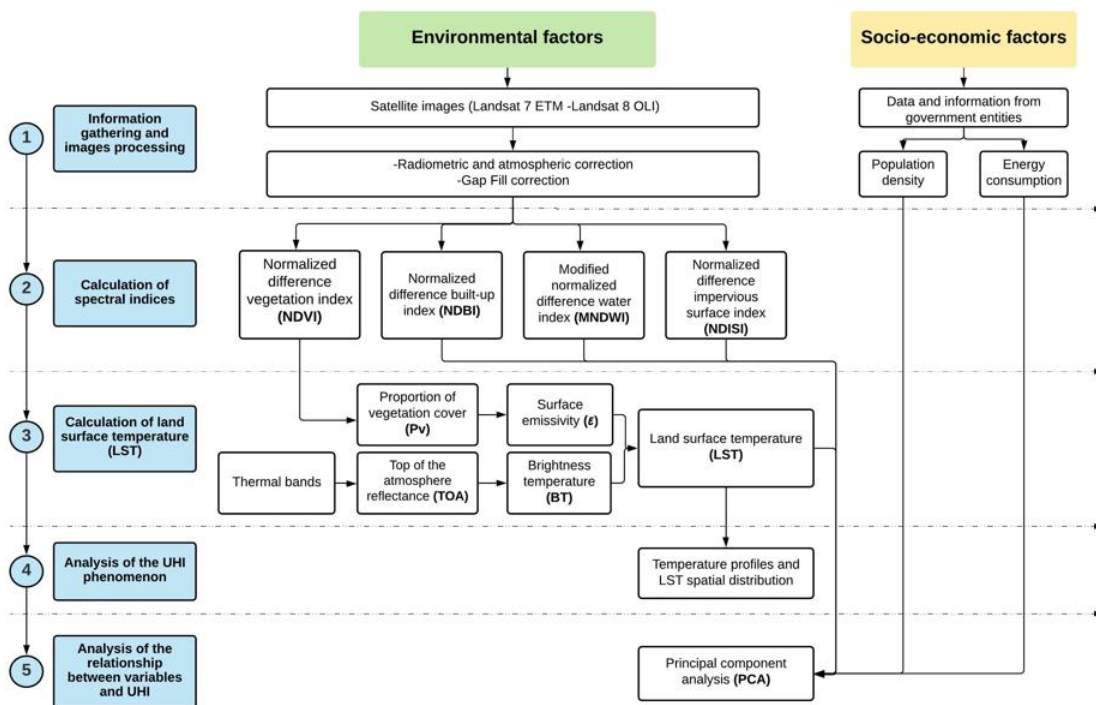 Environmental factors
Socio-economic factors
1
Information
gathering and
images processing
Satellite images (Landsat 7 ETM -Landsat 8 OLI)
-Radiometric and atmospheric correction
-Gap Fill correction
Data and information from
government entities
Population
density
Energy
consumption
2
Calculation of
spectral indices
Normalized
difference
vegetation index
(NDVI)
Normalized
difference built-up
index (NDBI)
Modified
normalized
difference water
index (MNDWI)
Normalized
difference
impervious
surface index
(NDISI)
3
Calculation of land
surface temperature
(LST)
Proportion of
vegetation cover
(Pv)
Surface
emissivity (ε)
Thermal bands
Top of the
atmosphere
reflectance (TOA)
Brightness
temperature
(BT)
Land surface temperature
(LST)
4
Analysis of the UHI
phenomenon
Temperature profiles and
LST spatial distribution
5
Analysis of the
relationship
between variables
and UHI
Principal component
analysis (PCA)